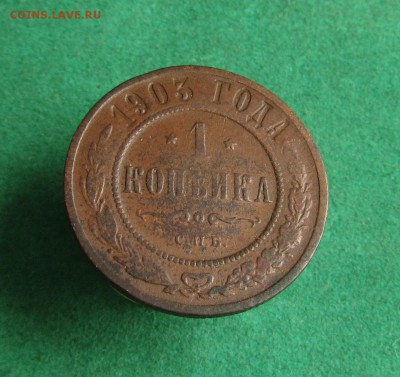 COINS.LAVE.RU
1903 ГОДА
* 1 *
КОПѢЙКА
С.П.Б.